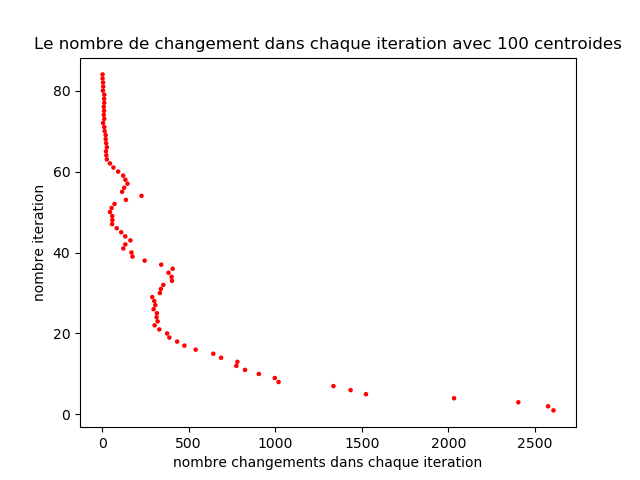 Le nombre de changement dans chaque iteration avec 100 centroides
80
60
40
20
0
nombre iteration
0 500 1000 1500 2000 2500
nombre changements dans chaque iteration